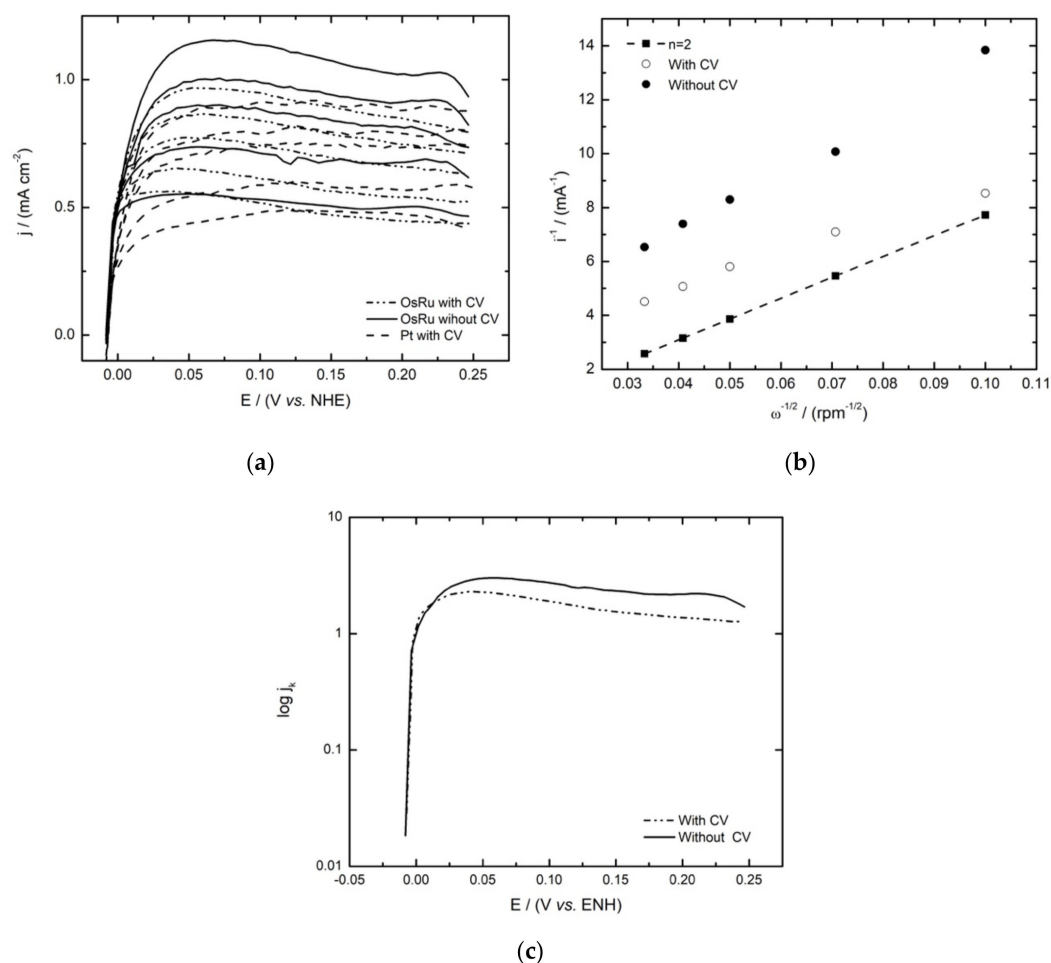 (a)
j / (mA cm-2)
1.0
0.5
0.0
OsRu with CV
OsRu wihout CV
Pt with CV
0.00 0.05 0.10 0.15 0.20 0.25
E / (V vs. NHE)
(b)
i-1 / (mA-1)
14
12
10
8
6
4
2
n=2
With CV
Without CV
0.03 0.04 0.05 0.06 0.07 0.08 0.09 0.10 0.11
ω-1/2 / (rpm-1/2)
(c)
log jk
10
1
0.1
0.01
With CV
Without CV
-0.05 0.00 0.05 0.10 0.15 0.20 0.25
E / (V vs. ENH)